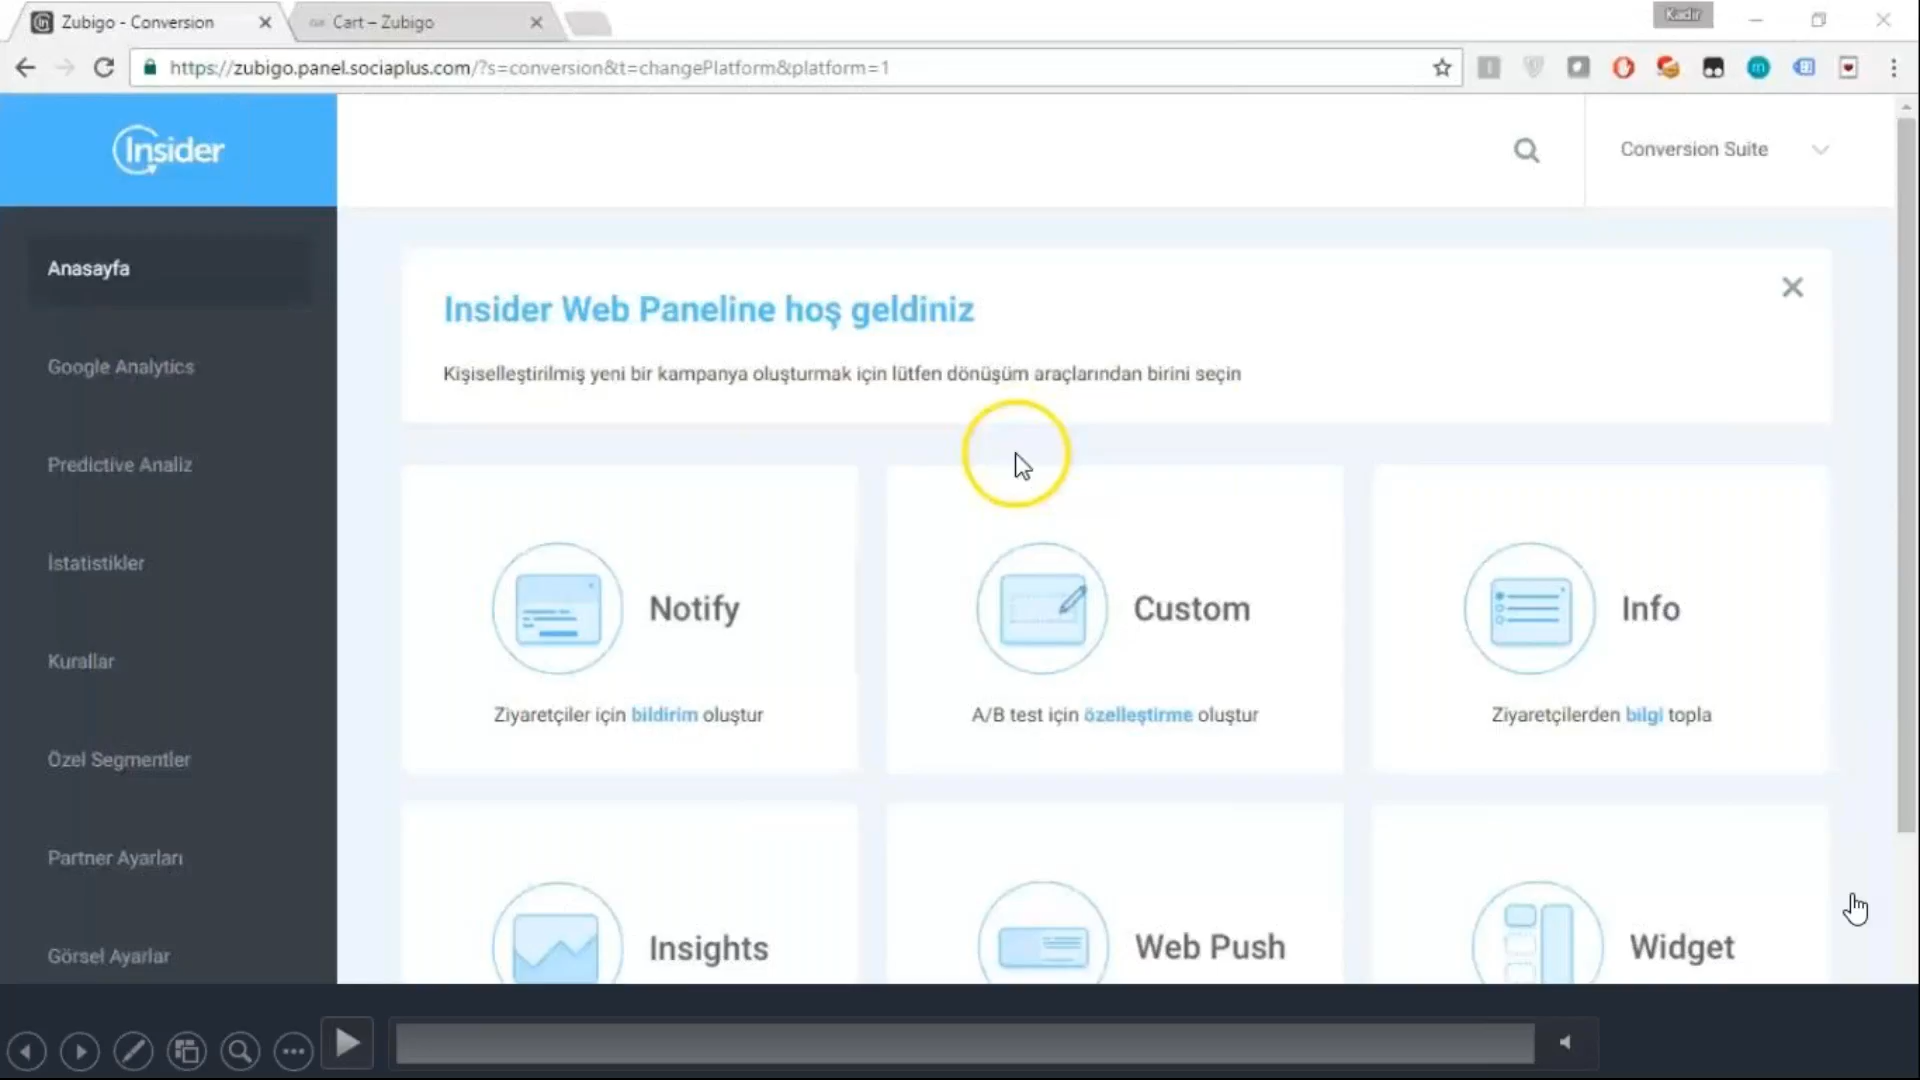 Zubigo - Conversion
Cart – Zubigo
Kadir
https://zubigo.panel.sociaplus.com/?s=conversion&t=changePlatform&platform=1
Insider
Conversion Suite
Anasayfa
Google Analytics
Predictive Analiz
İstatistikler
Kurallar
Özel Segmentler
Partner Ayarları
Görsel Ayarlar
Insider Web Paneline hoş geldiniz
Kişiselleştirilmiş yeni bir kampanya oluşturmak için lütfen dönüşüm araçlarından birini seçin
Notify
Ziyaretçiler için bildirim oluştur
Custom
A/B test için özelleştirme oluştur
Info
Ziyaretçilerden bilgi topla
Insights
Web Push
Widget